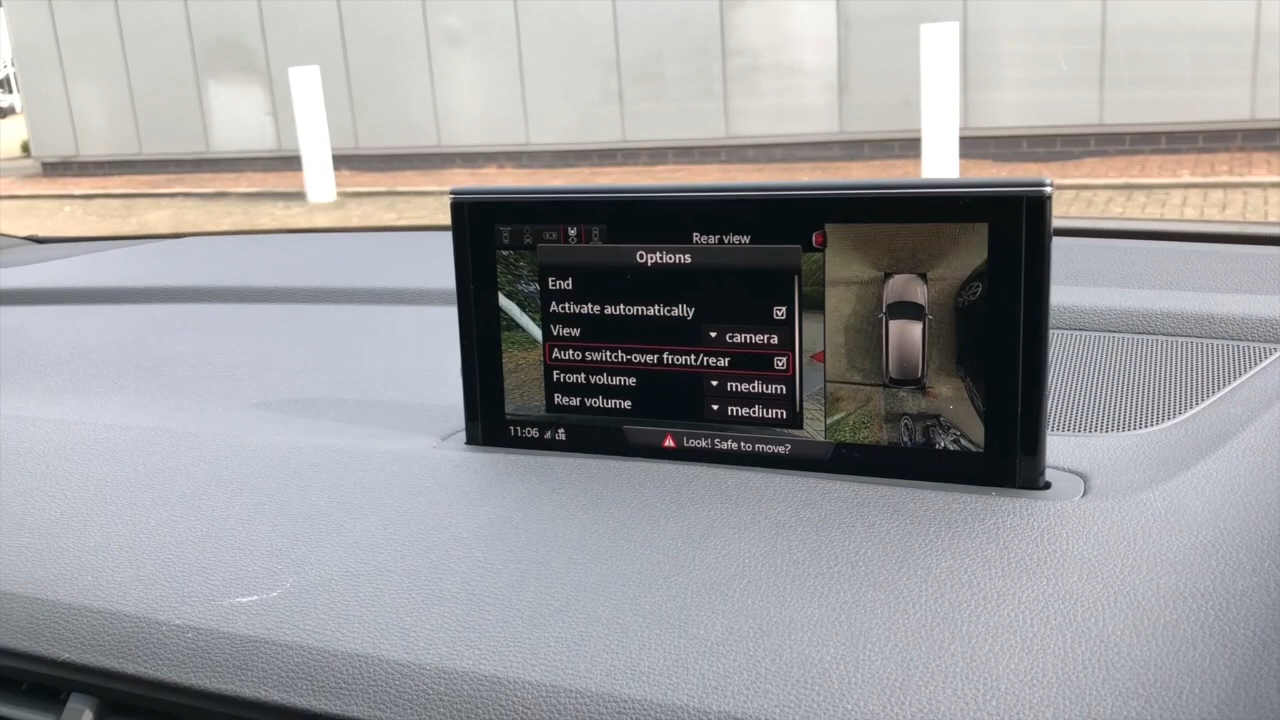 Rear view
Options
End
Activate automatically
View camera
Auto switch-over front/rear
Front volume medium
Rear volume medium
11:06 LTE
Look! Safe to move?